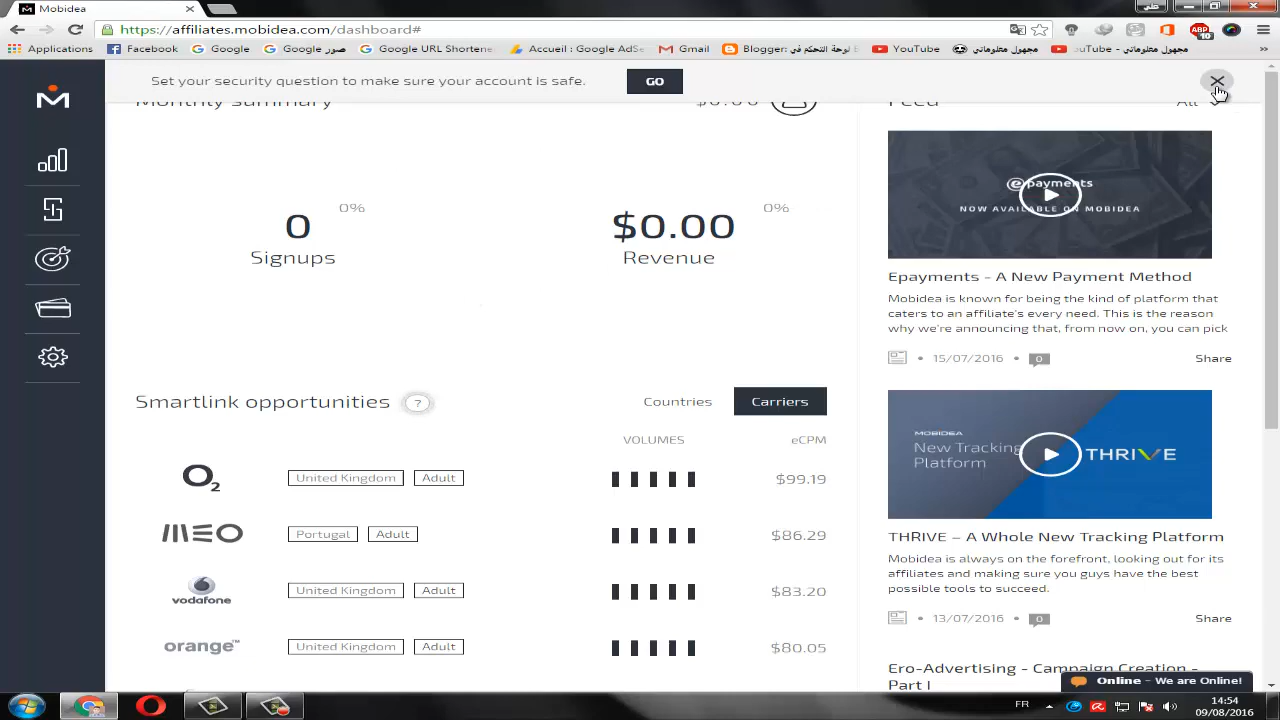 Mobidea
على
https://affiliates.mobidea.com/dashboard#
ABP
10
Applications
Facebook
Google
صور Google
Google URL Shortene
Accueil : Google AdSe
Gmail
Blogger: لوحة التحكم في
YouTube
مجهول معلوماتي
YouTube - مجهول معلوماتي
»
Set your security question to make sure your account is safe.
GO
Monthly summary
$0.00
Feed
All
0
0%
Signups
$0.00
0%
Revenue
epayments
NOW AVAILABLE ON MOBIDEA
Epayments - A New Payment Method
Mobidea is known for being the kind of platform that
caters to an affiliate's every need. This is the reason
why we're announcing that, from now on, you can pick
15/07/2016
0
Share
Smartlink opportunities
?
Countries
Carriers
VOLUMES
eCPM
O2
United Kingdom
Adult
$99.19
MEO
Portugal
Adult
$86.29
vodafone
United Kingdom
Adult
$83.20
orange™
United Kingdom
Adult
$80.05
MOBIDEA
New Tracking
Platform
THRIVE
THRIVE – A Whole New Tracking Platform
Mobidea is always on the forefront, looking out for its
affiliates and making sure you guys have the best
possible tools to succeed.
13/07/2016
0
Share
Ero-Advertising - Campaign Creation -
Part I
Online - We are Online!
FR
14:54
09/08/2016